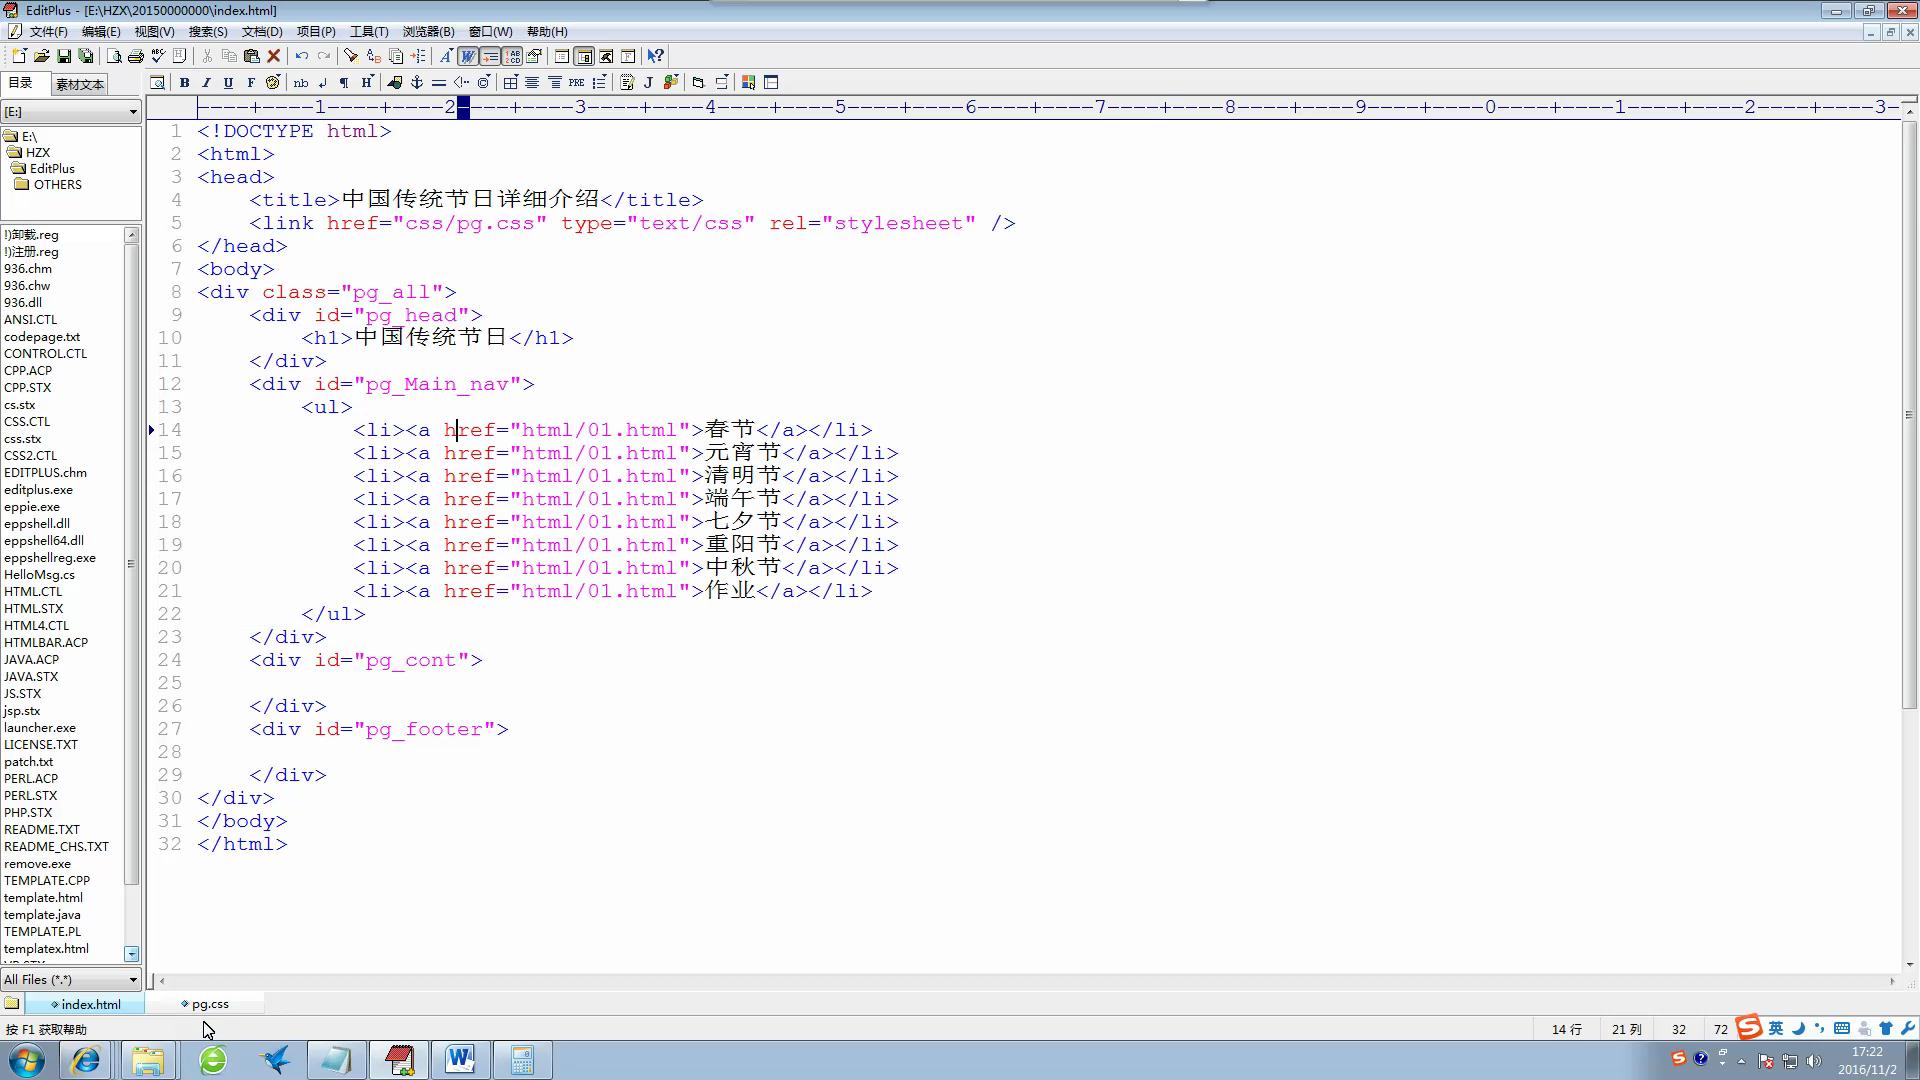 EditPlus - [E:\HZX\20150000000\index.html]
文件(F) 编辑(E) 视图(V) 搜索(S) 文档(D) 项目(P) 工具(T) 浏览器(B) 窗口(W) 帮助(H)
目录 素材文本
B I U F nb ¶ H PRE J
[E:]
----+----1----+----2----+----3----+----4----+----5----+----6----+----7----+----8----+----9----+----0----+----1----+----2----+----3--
E:\
HZX
EditPlus
OTHERS
!)卸载.reg
!)注册.reg
936.chm
936.chw
936.dll
ANSI.CTL
codepage.txt
CONTROL.CTL
CPP.ACP
CPP.STX
cs.stx
CSS.CTL
css.stx
CSS2.CTL
EDITPLUS.chm
editplus.exe
eppie.exe
eppshell.dll
eppshell64.dll
eppshellreg.exe
HelloMsg.cs
HTML.CTL
HTML.STX
HTML4.CTL
HTMLBAR.ACP
JAVA.ACP
JAVA.STX
JS.STX
jsp.stx
launcher.exe
LICENSE.TXT
patch.txt
PERL.ACP
PERL.STX
PHP.STX
README.TXT
README_CHS.TXT
remove.exe
TEMPLATE.CPP
template.html
template.java
TEMPLATE.PL
templatex.html
All Files (*.*)
1 <!DOCTYPE html>
2 <html>
3 <head>
4 <title>中国传统节日详细介绍</title>
5 <link href="css/pg.css" type="text/css" rel="stylesheet" />
6 </head>
7 <body>
8 <div class="pg_all">
9 <div id="pg_head">
10 <h1>中国传统节日</h1>
11 </div>
12 <div id="pg_Main_nav">
13 <ul>
14 <li><a href="html/01.html">春节</a></li>
15 <li><a href="html/01.html">元宵节</a></li>
16 <li><a href="html/01.html">清明节</a></li>
17 <li><a href="html/01.html">端午节</a></li>
18 <li><a href="html/01.html">七夕节</a></li>
19 <li><a href="html/01.html">重阳节</a></li>
20 <li><a href="html/01.html">中秋节</a></li>
21 <li><a href="html/01.html">作业</a></li>
22 </ul>
23 </div>
24 <div id="pg_cont">
25
26 </div>
27 <div id="pg_footer">
28
29 </div>
30 </div>
31 </body>
32 </html>
index.html pg.css
按 F1 获取帮助 14 行 21 列 32 72 英
17:22
2016/11/2